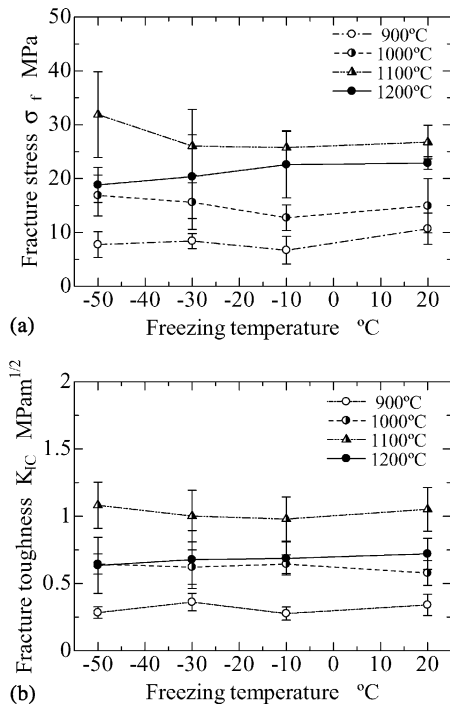 50
40
30
20
10
0
Fracture stress σ f MPa
900ºC
1000ºC
1100ºC
1200ºC
-50 -40 -30 -20 -10 0 10 20
(a) Freezing temperature ºC
2
1.5
1
0.5
0
Fracture toughness KIC MPam1/2
900ºC
1000ºC
1100ºC
1200ºC
-50 -40 -30 -20 -10 0 10 20
(b) Freezing temperature ºC